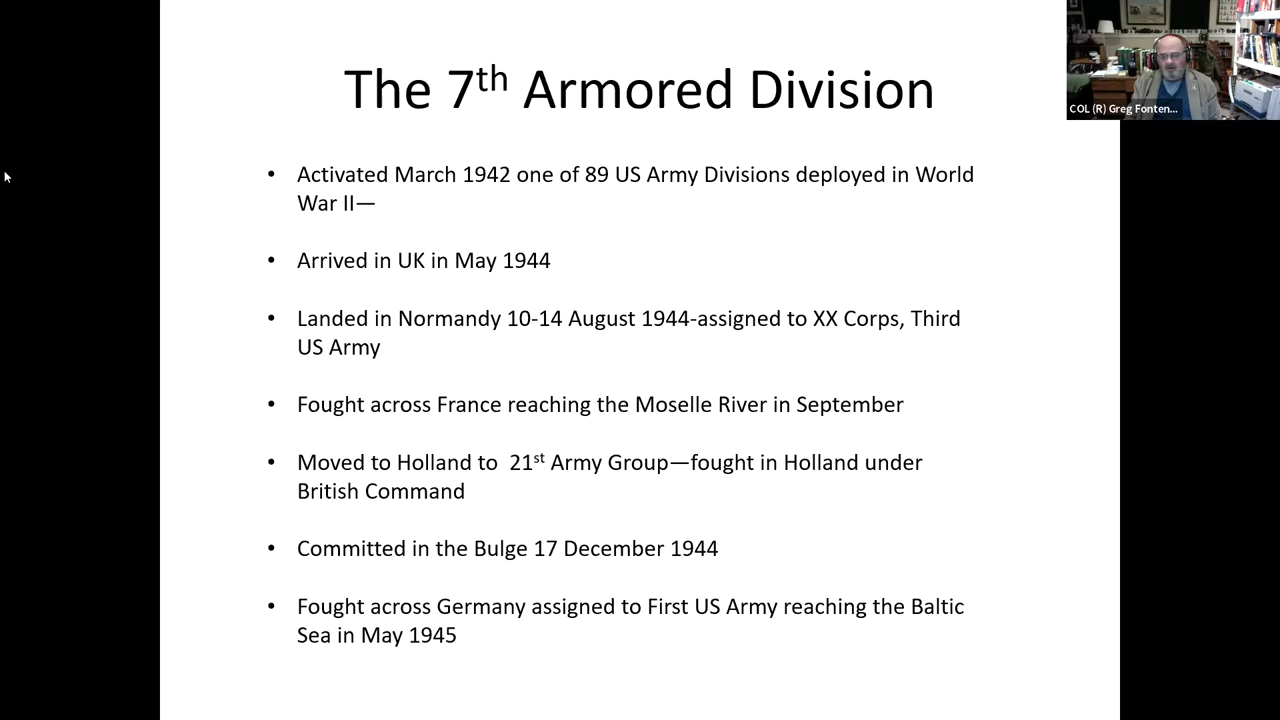 The 7th Armored Division
COL (R) Greg Fonten...
• Activated March 1942 one of 89 US Army Divisions deployed in World
War II—
• Arrived in UK in May 1944
• Landed in Normandy 10-14 August 1944-assigned to XX Corps, Third
US Army
• Fought across France reaching the Moselle River in September
• Moved to Holland to  21st Army Group—fought in Holland under
British Command
• Committed in the Bulge 17 December 1944
• Fought across Germany assigned to First US Army reaching the Baltic
Sea in May 1945